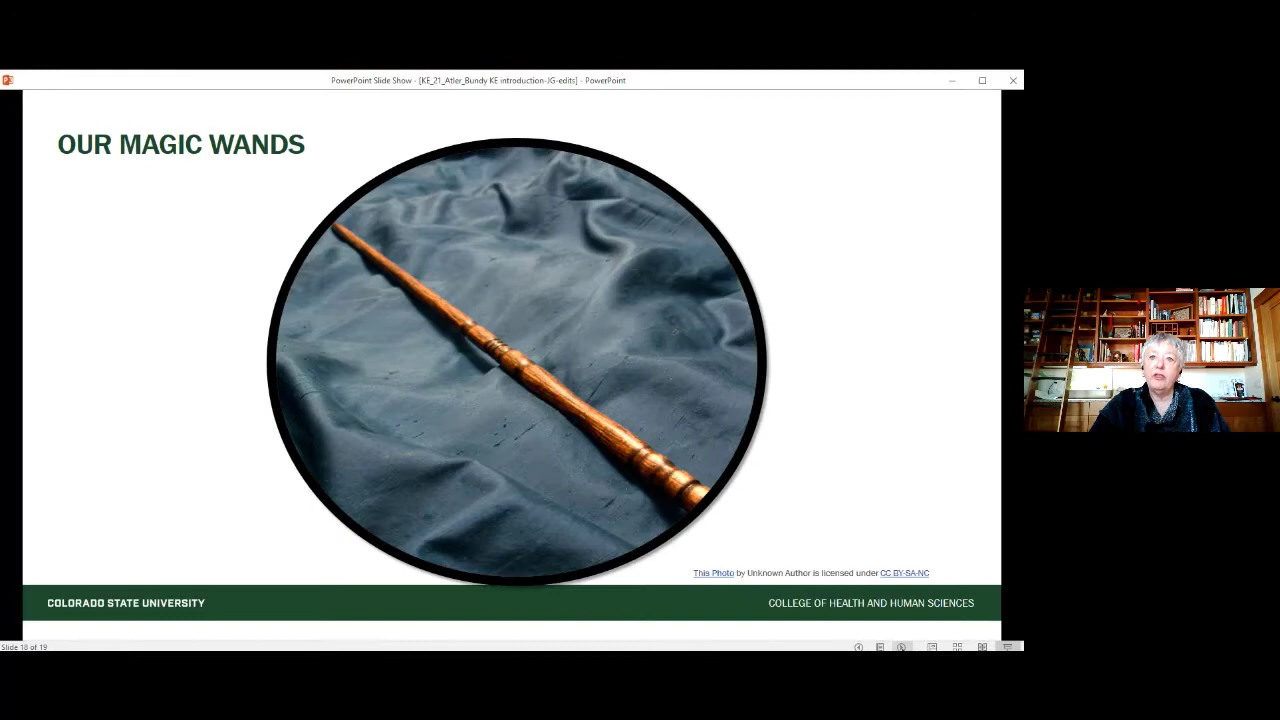 PowerPoint Slide Show - [KE_21_Atler_Bundy KE introduction-JG-edits] - PowerPoint
OUR MAGIC WANDS
This Photo by Unknown Author is licensed under CC BY-SA-NC
COLORADO STATE UNIVERSITY
COLLEGE OF HEALTH AND HUMAN SCIENCES
Slide 18 of 19